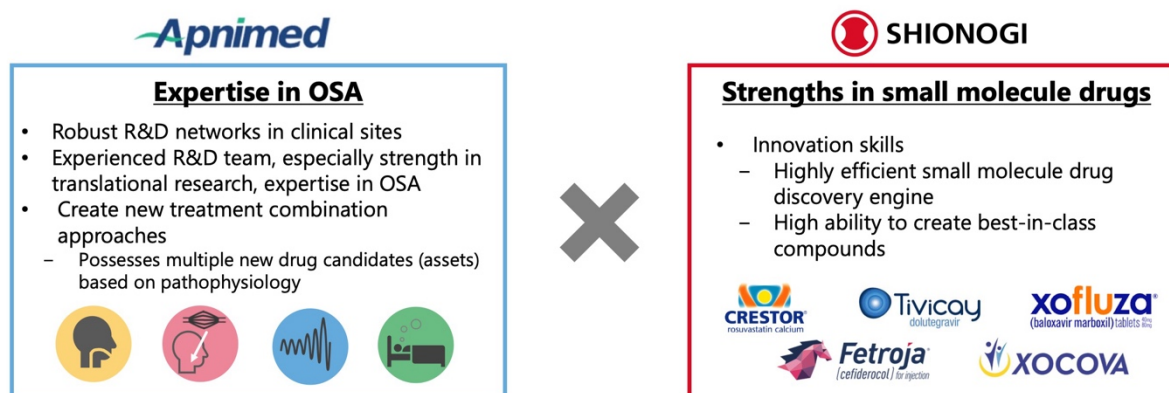 Apnimed
Expertise in OSA
• Robust R&D networks in clinical sites
• Experienced R&D team, especially strength in
translational research, expertise in OSA
• Create new treatment combination
approaches
– Possesses multiple new drug candidates (assets)
based on pathophysiology
SHIONOGI
Strengths in small molecule drugs
• Innovation skills
– Highly efficient small molecule drug
discovery engine
– High ability to create best-in-class
compounds
CRESTOR®
rosuvastatin calcium
Tivicay
dolutegravir
xofluza®
(baloxavir marboxil) tablets
Fetroja®
(cefiderocol) for injection
XOCOVA